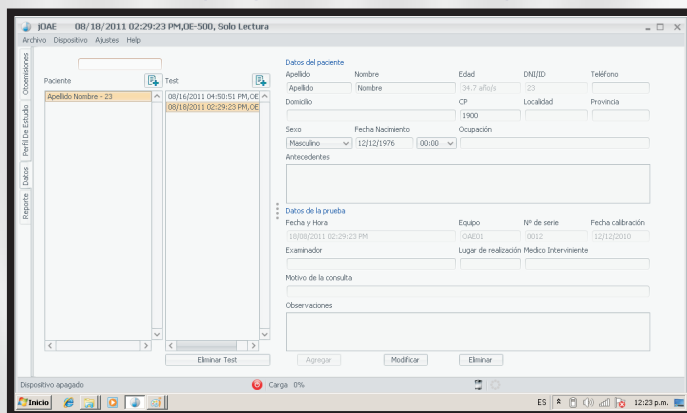 jOAE 08/18/2011 02:29:23 PM,OE-500, Solo Lectura
Archivo Dispositivo Ajustes Help
Otoemisiones
Perfil De Estudio
Datos
Reporte
Paciente
Apellido Nombre - 23
Test
08/16/2011 04:50:51 PM,OE
08/18/2011 02:29:23 PM,OE
Eliminar Test
Datos del paciente
Apellido Nombre Edad DNI/ID Teléfono
Apellido Nombre 34.7 año/s 23
Domicilio CP Localidad Provincia
1900
Sexo Fecha Nacimiento Ocupación
Masculino 12/12/1976 00:00
Antecedentes
Datos de la prueba
Fecha y Hora Equipo Nº de serie Fecha calibración
18/08/2011 02:29:23 PM OAE01 0012 12/12/2010
Examinador Lugar de realización Medico Interviniente
Motivo de la consulta
Observaciones
Agregar Modificar Eliminar
Dispositivo apagado Carga 0%
Inicio ES 12:23 p.m.